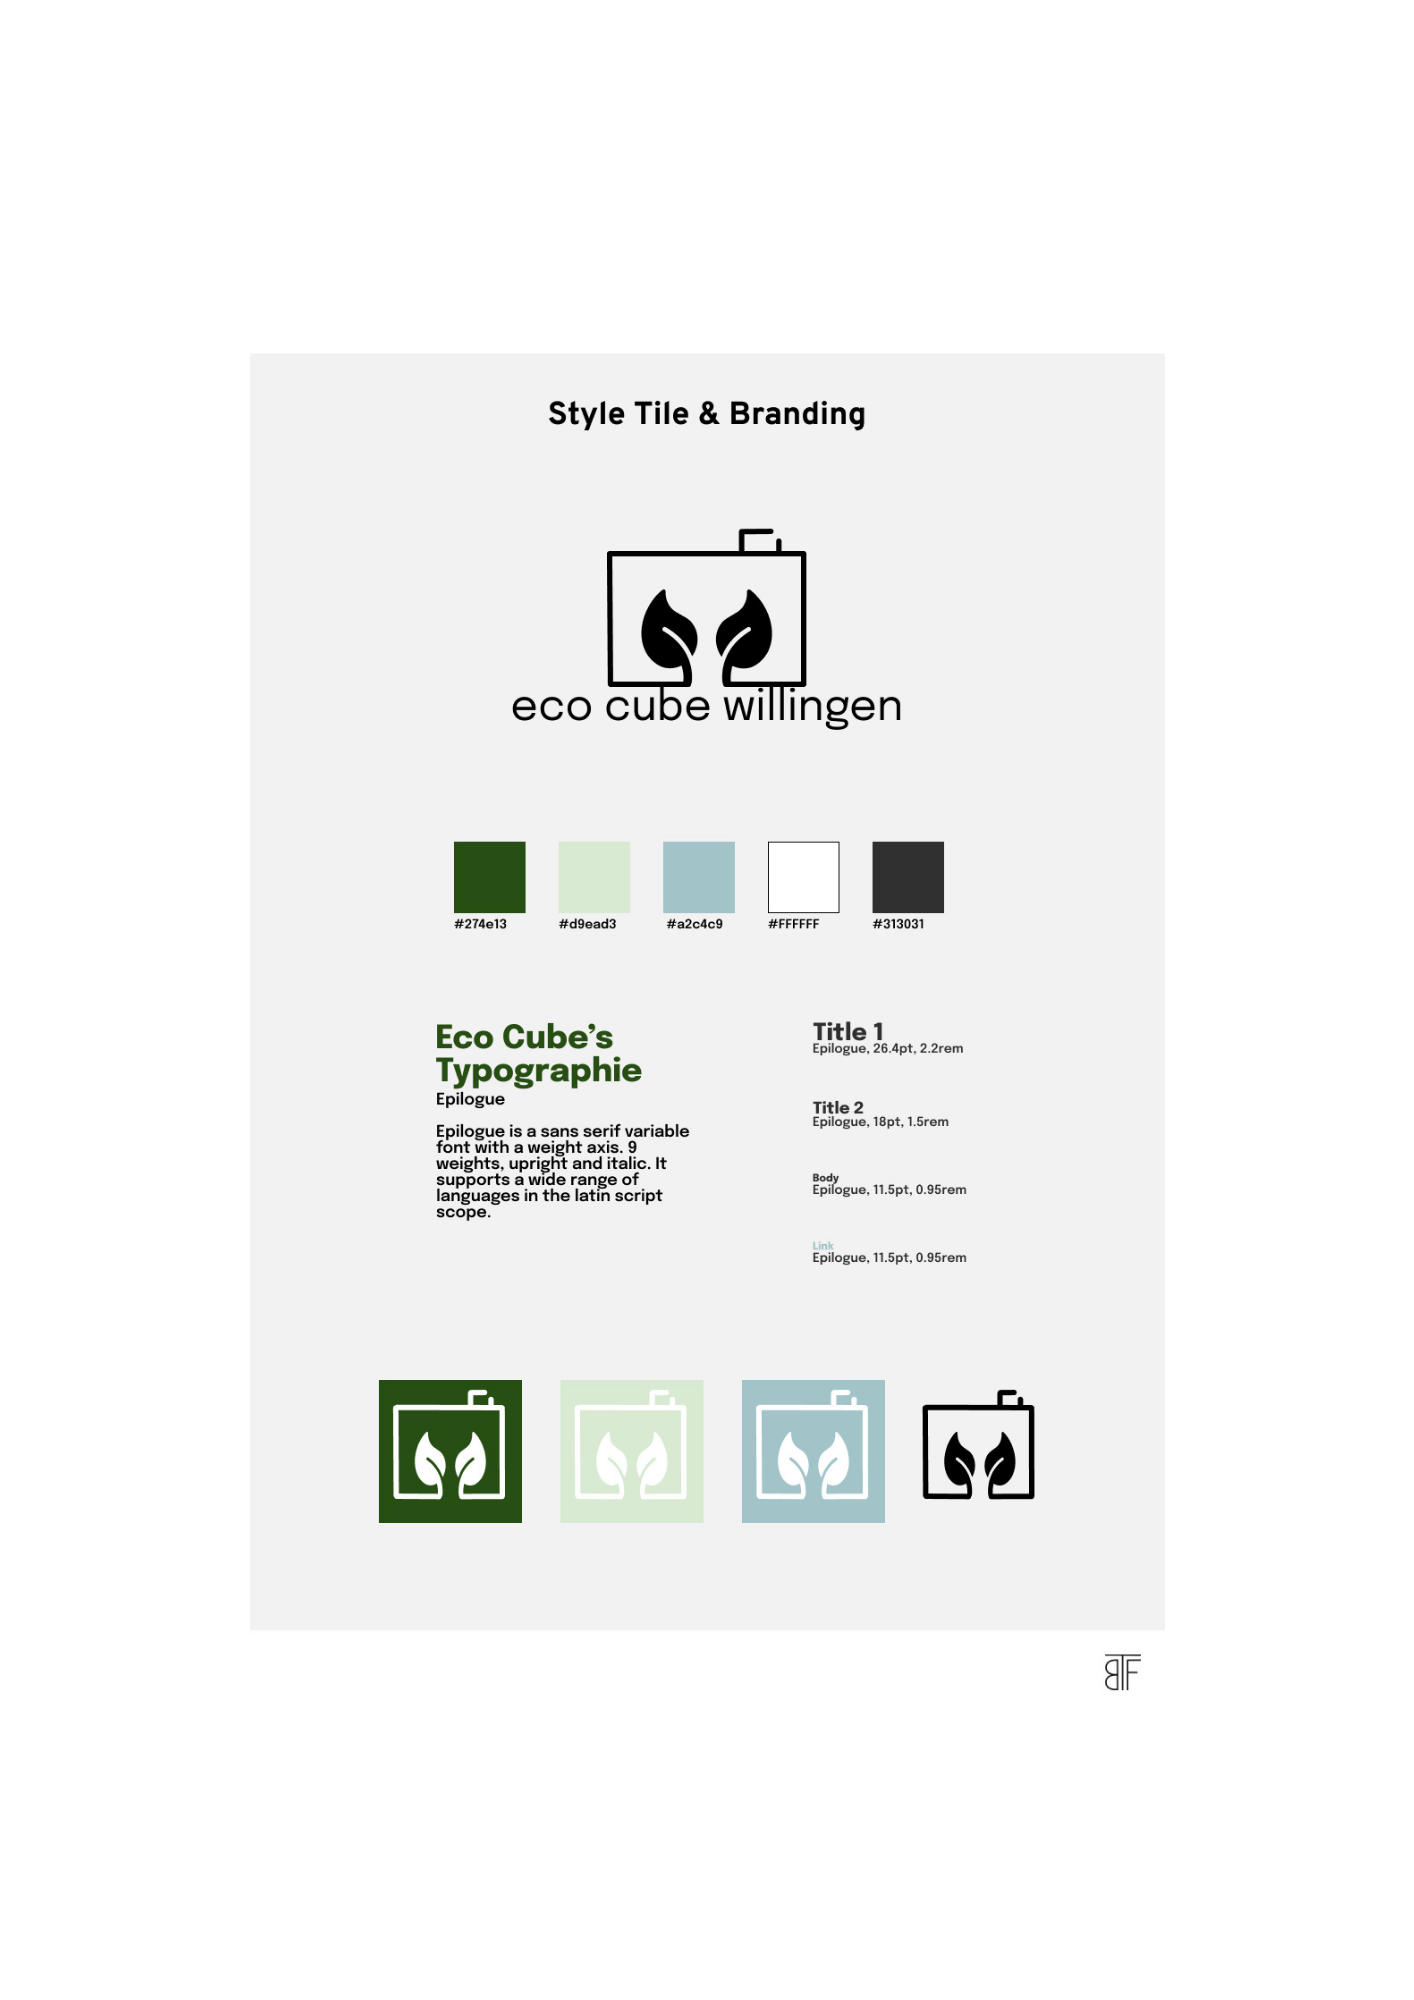 Style Tile & Branding
eco cube willingen
#274e13
#d9ead3
#a2c4c9
#FFFFFF
#313031
Eco Cube’s
Typographie
Epilogue
Epilogue is a sans serif variable
font with a weight axis. 9
weights, upright and italic. It
supports a wide range of
languages in the latin script
scope.
Title 1
Epilogue, 26.4pt, 2.2rem
Title 2
Epilogue, 18pt, 1.5rem
Body
Epilogue, 11.5pt, 0.95rem
Link
Epilogue, 11.5pt, 0.95rem
BTF